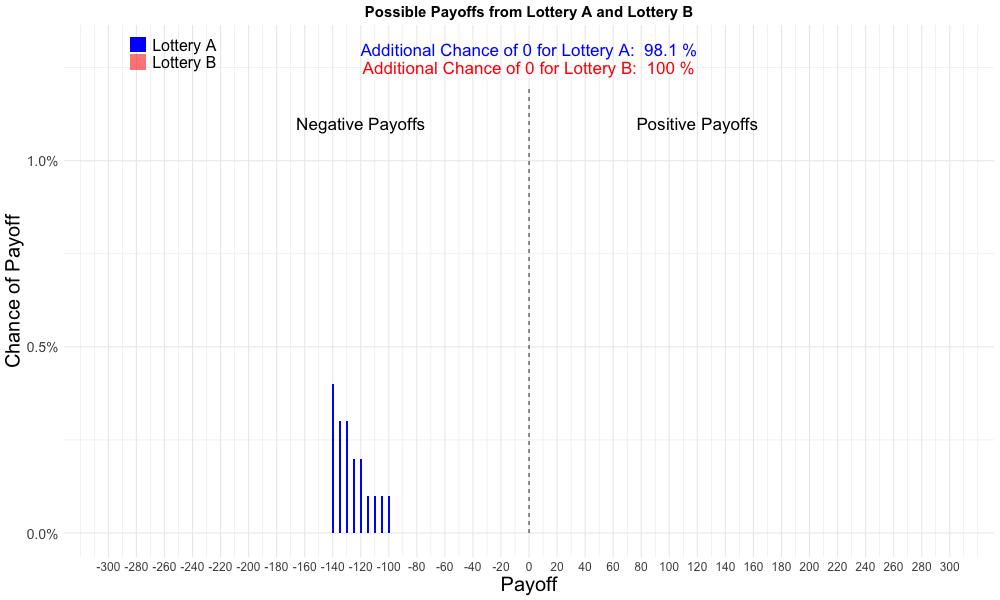 Possible Payoffs from Lottery A and Lottery B
Lottery A
Lottery B
Additional Chance of 0 for Lottery A: 98.1 %
Additional Chance of 0 for Lottery B: 100 %
Negative Payoffs
Positive Payoffs
Chance of Payoff
1.0%
0.5%
0.0%
-300 -280 -260 -240 -220 -200 -180 -160 -140 -120 -100 -80 -60 -40 -20 0 20 40 60 80 100 120 140 160 180 200 220 240 260 280 300
Payoff